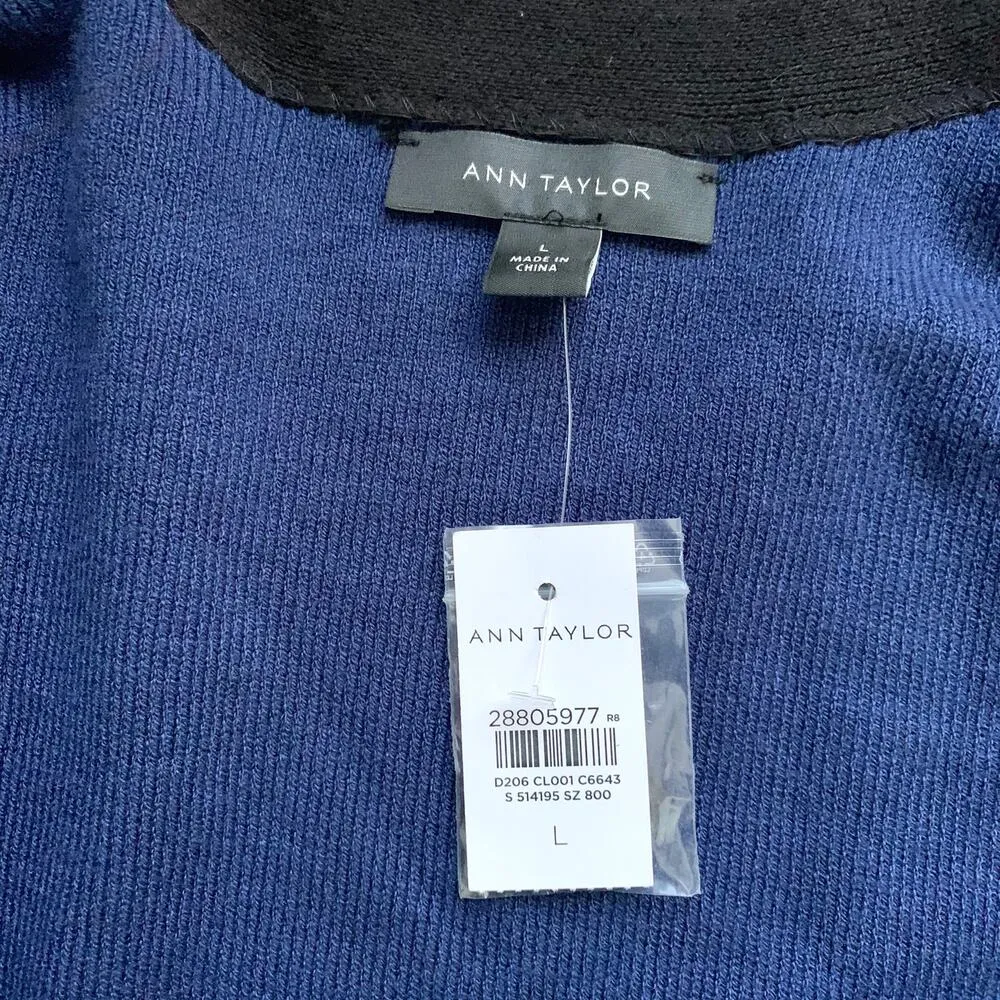 ANN TAYLOR
L
MADE IN
CHINA
ANN TAYLOR
28805977 R8
D206 CL001 C6643
S 514195 SZ 800
L